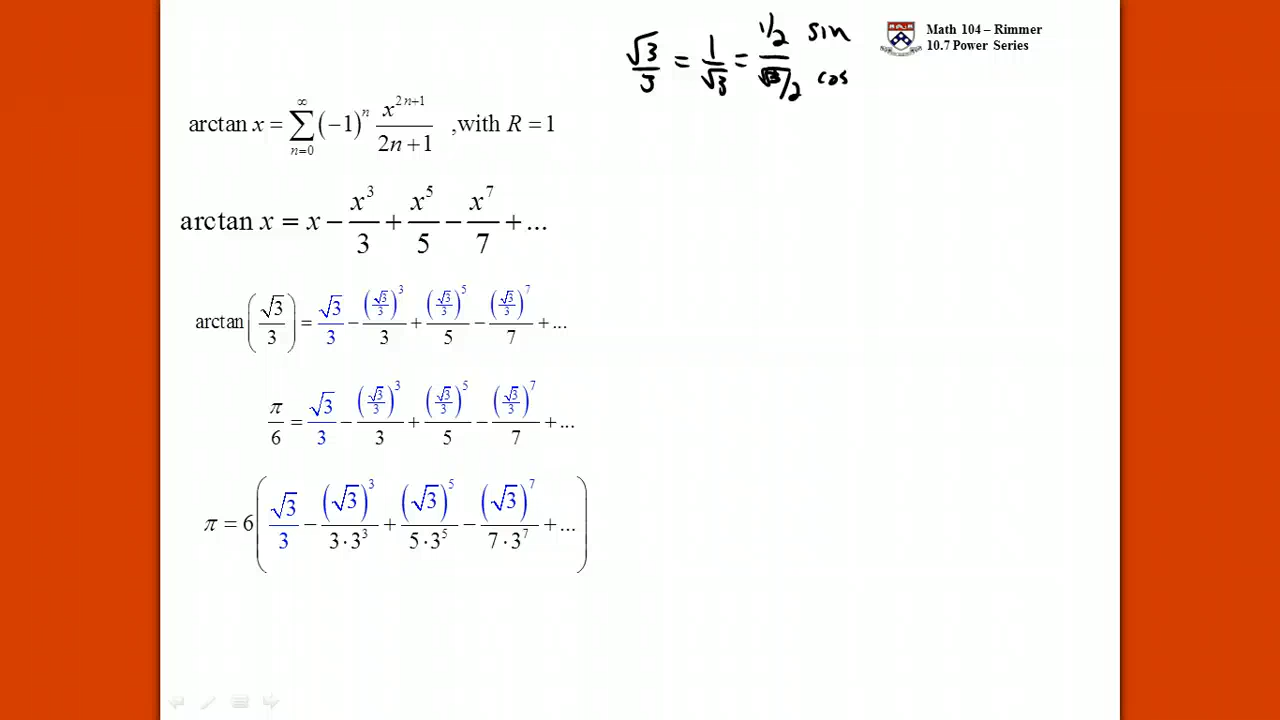 √3/3 = 1/√3 = (1/2)/(√3/2) sin cos
Math 104 – Rimmer
10.7 Power Series
arctan x = ∑_{n=0}^{∞} (−1)^n x^{2n+1}/(2n+1) ,with R = 1
arctan x = x − x^3/3 + x^5/5 − x^7/7 + ...
arctan(√3/3) = √3/3 − (√3/3)^3/3 + (√3/3)^5/5 − (√3/3)^7/7 + ...
π/6 = √3/3 − (√3/3)^3/3 + (√3/3)^5/5 − (√3/3)^7/7 + ...
π = 6(√3/3 − (√3)^3/(3·3^3) + (√3)^5/(5·3^5) − (√3)^7/(7·3^7) + ...)